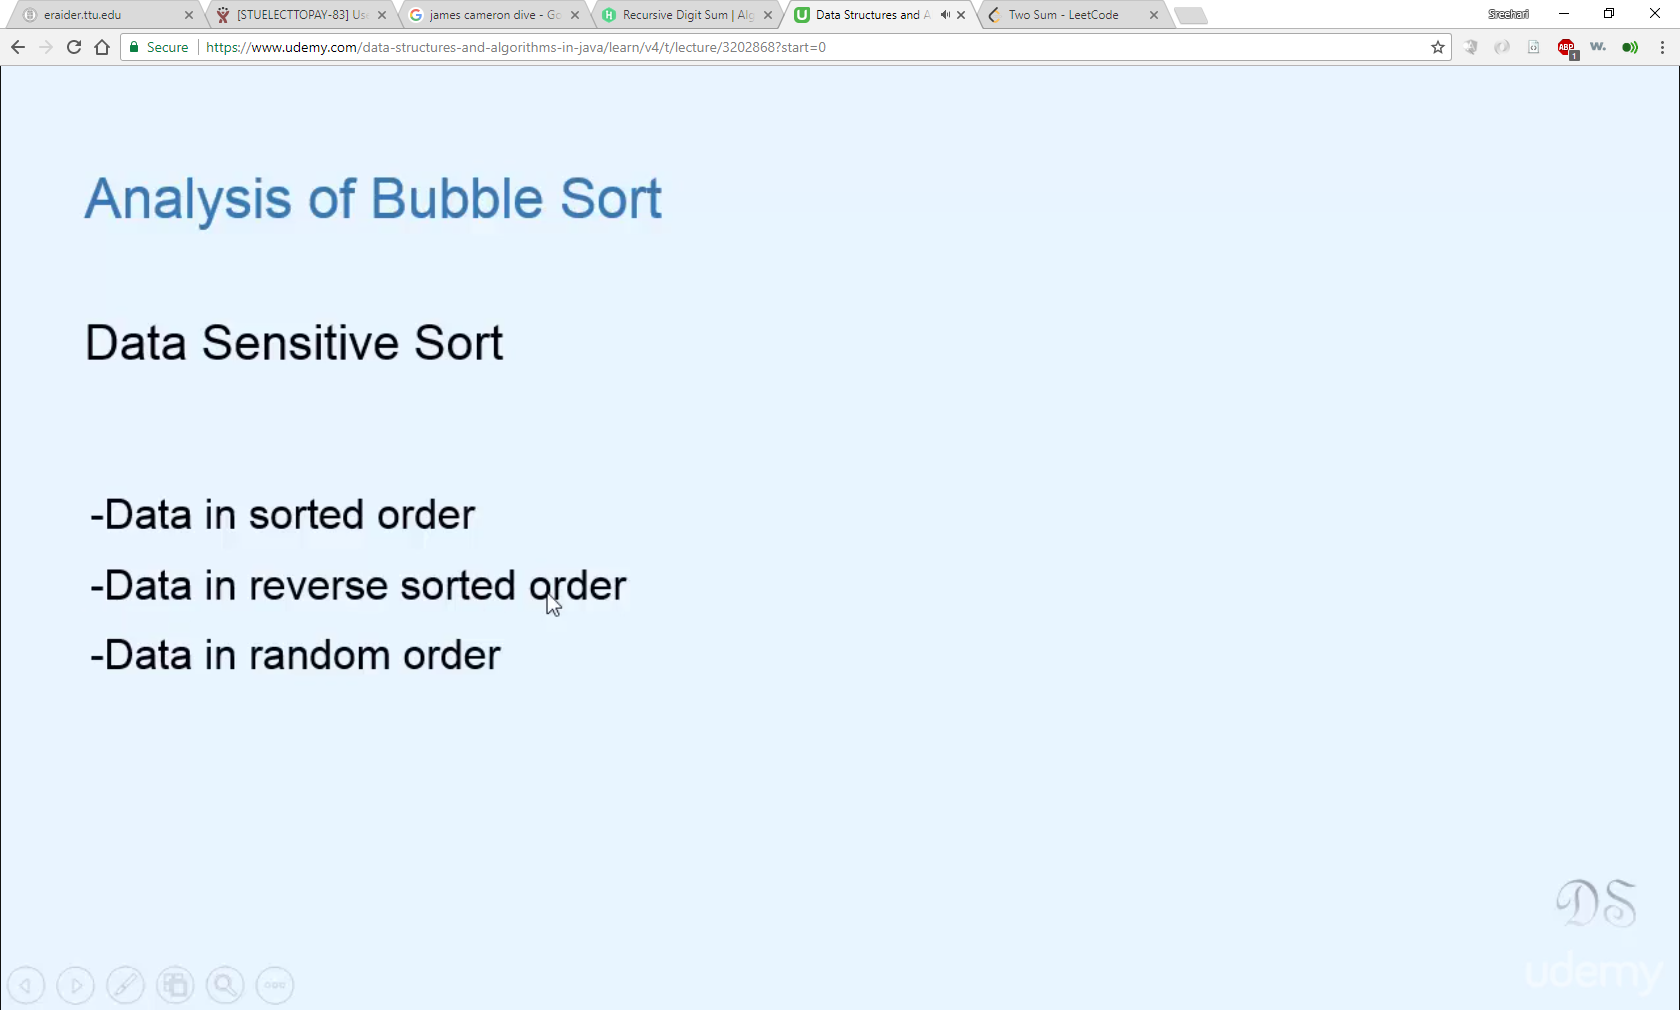 eraider.ttu.edu
[STUELECTTOPAY-83] Use
james cameron dive - Go
Recursive Digit Sum | Alg
Data Structures and A
Two Sum - LeetCode
Sreehari
Secure
https://www.udemy.com/data-structures-and-algorithms-in-java/learn/v4/t/lecture/3202868?start=0
ABP
1
w.
Analysis of Bubble Sort
Data Sensitive Sort
-Data in sorted order
-Data in reverse sorted order
-Data in random order
DS
udemy